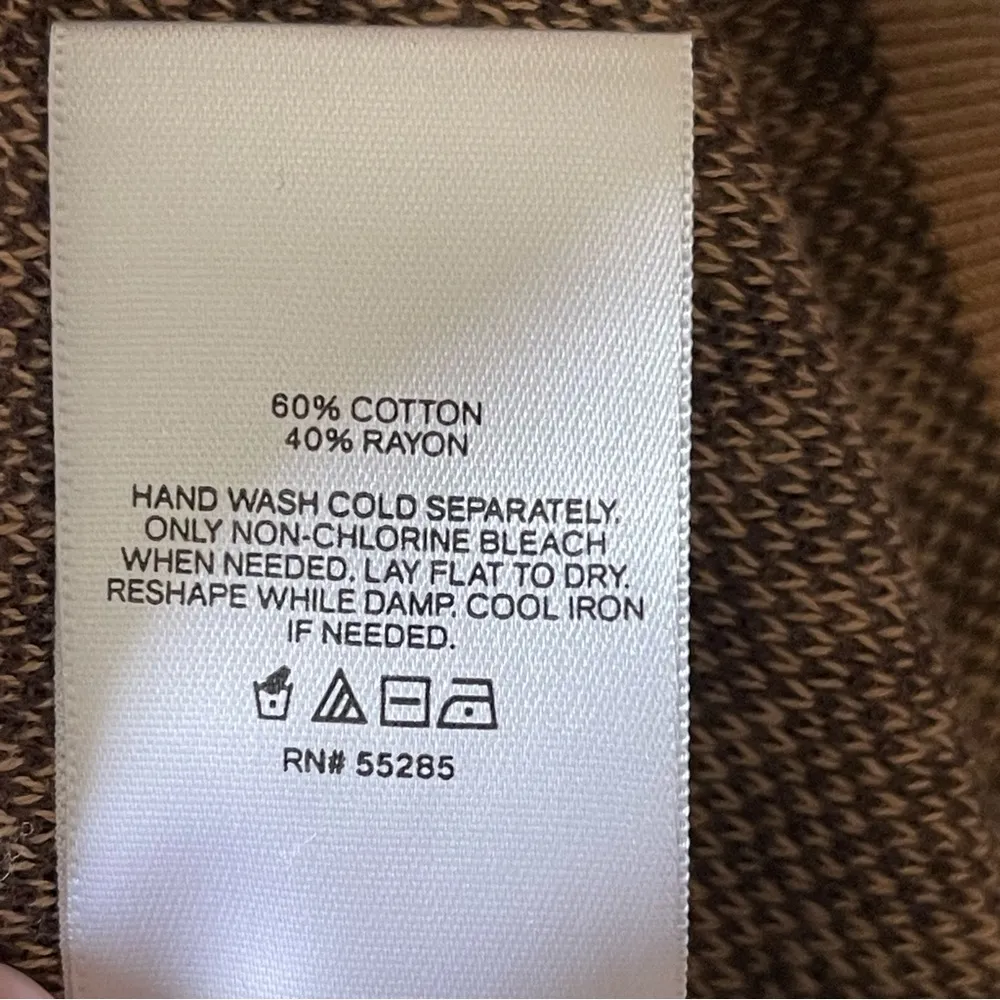 60% COTTON
40% RAYON
HAND WASH COLD SEPARATELY.
ONLY NON-CHLORINE BLEACH
WHEN NEEDED. LAY FLAT TO DRY.
RESHAPE WHILE DAMP. COOL IRON
IF NEEDED.
RN# 55285